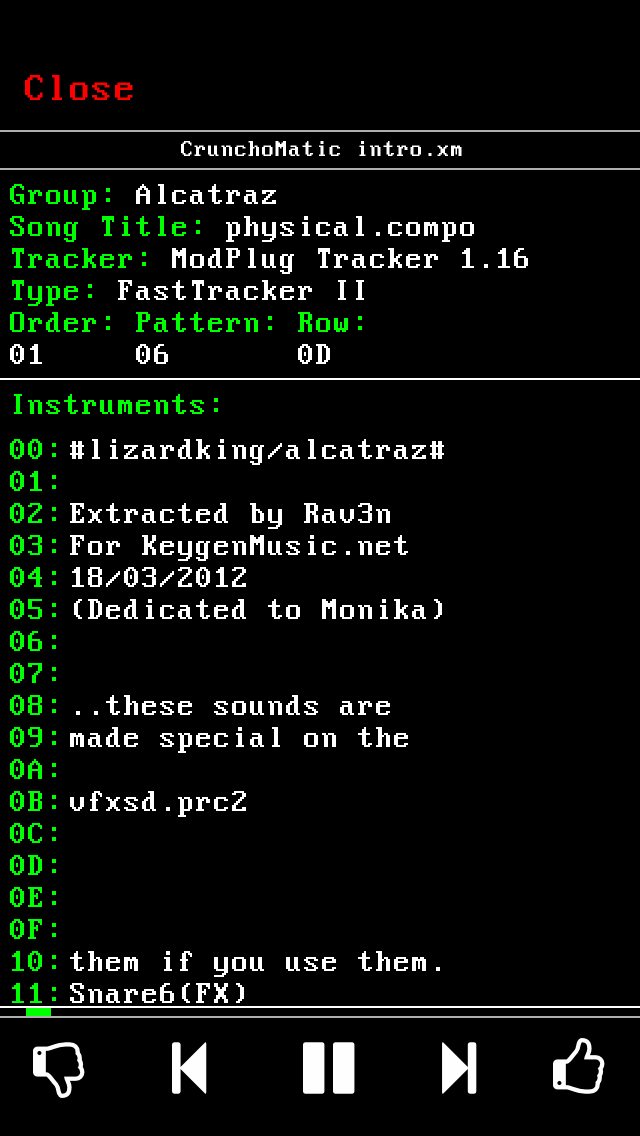 Close
CrunchoMatic intro.xm
Group: Alcatraz
Song Title: physical.compo
Tracker: ModPlug Tracker 1.16
Type: FastTracker II
Order: Pattern: Row:
01 06 0D
Instruments:
00: #lizardking/alcatraz#
01:
02: Extracted by Rav3n
03: For KeygenMusic.net
04: 18/03/2012
05: (Dedicated to Monika)
06:
07:
08: ..these sounds are
09: made special on the
0A:
0B: vfxsd.prc2
0C:
0D:
0E:
0F:
10: them if you use them.
11: Snare6(FX)